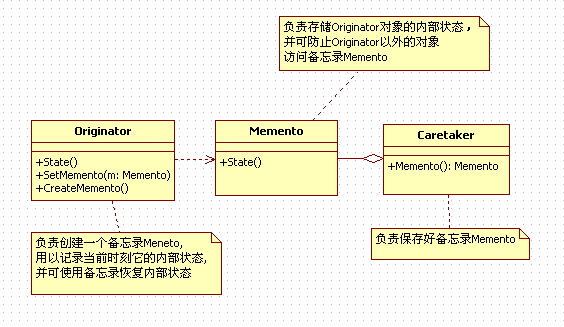 负责存储Originator对象的内部状态，
并可防止Originator以外的对象
访问备忘录Memento
Originator
+State()
+SetMemento(m: Memento)
+CreateMemento()
Memento
+State()
Caretaker
+Memento(): Memento
负责创建一个备忘录Meneto,
用以记录当前时刻它的内部状态,
并可使用备忘录恢复内部状态
负责保存好备忘录Memento